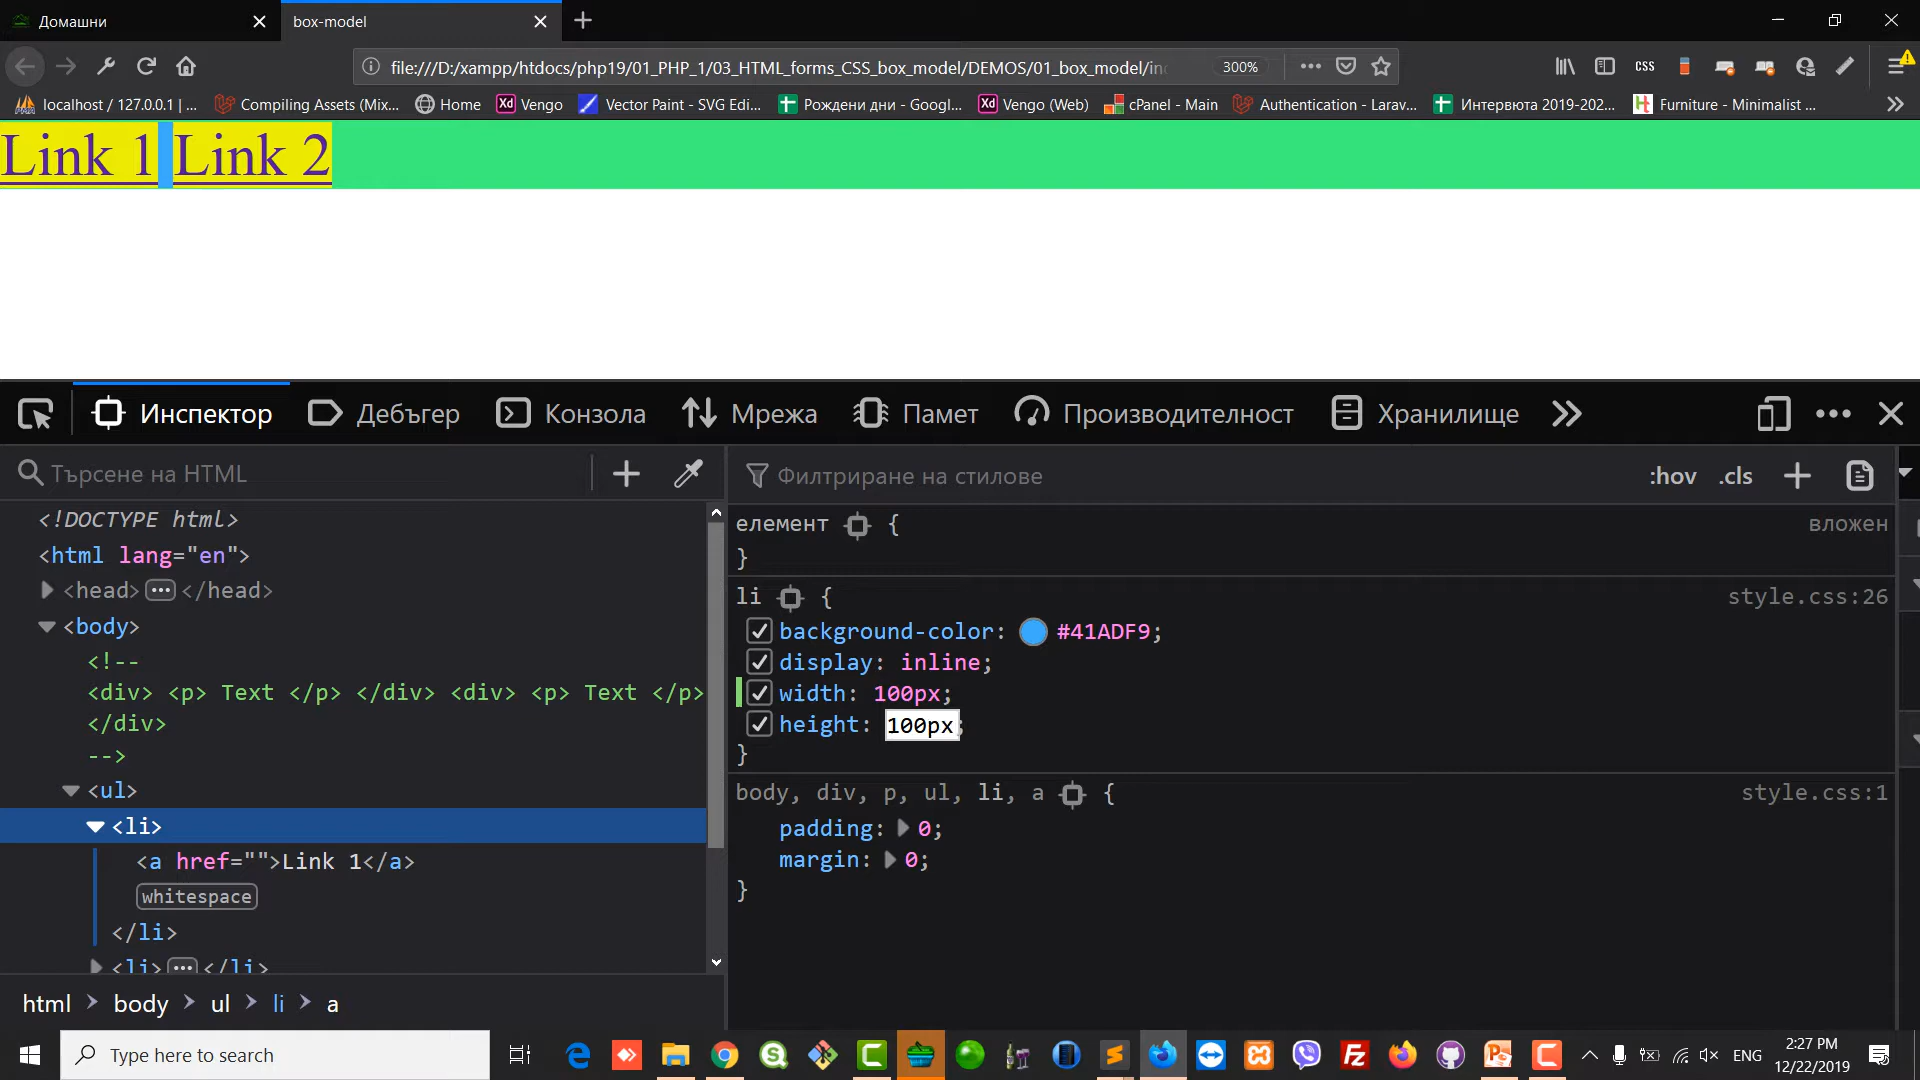 Домашни
box-model
file:///D:/xampp/htdocs/php19/01_PHP_1/03_HTML_forms_CSS_box_model/DEMOS/01_box_model/in
300%
CSS
localhost / 127.0.0.1 | ...
Compiling Assets (Mix...
Home
Xd Vengo
Vector Paint - SVG Edi...
Рождени дни - Googl...
Xd Vengo (Web)
cPanel - Main
Authentication - Larav...
Интервюта 2019-202...
Furniture - Minimalist ...
Link 1 Link 2
Инспектор
Дебъгер
Конзола
Мрежа
Памет
Производителност
Хранилище
Търсене на HTML
Филтриране на стилове
:hov .cls
<!DOCTYPE html>
<html lang="en">
<head> ... </head>
<body>
<!--
<div> <p> Text </p> </div> <div> <p> Text </p>
</div>
-->
<ul>
<li>
<a href="">Link 1</a>
whitespace
</li>
<li> ... </li>
елемент {
вложен
}
li {
style.css:26
background-color: #41ADF9;
display: inline;
width: 100px;
height: 100px;
}
body, div, p, ul, li, a {
style.css:1
padding: 0;
margin: 0;
}
html > body > ul > li > a
Type here to search
ENG
2:27 PM
12/22/2019